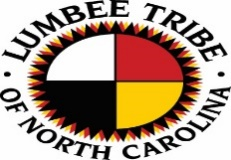 • LUMBEE TRIBE •
OF NORTH CAROLINA